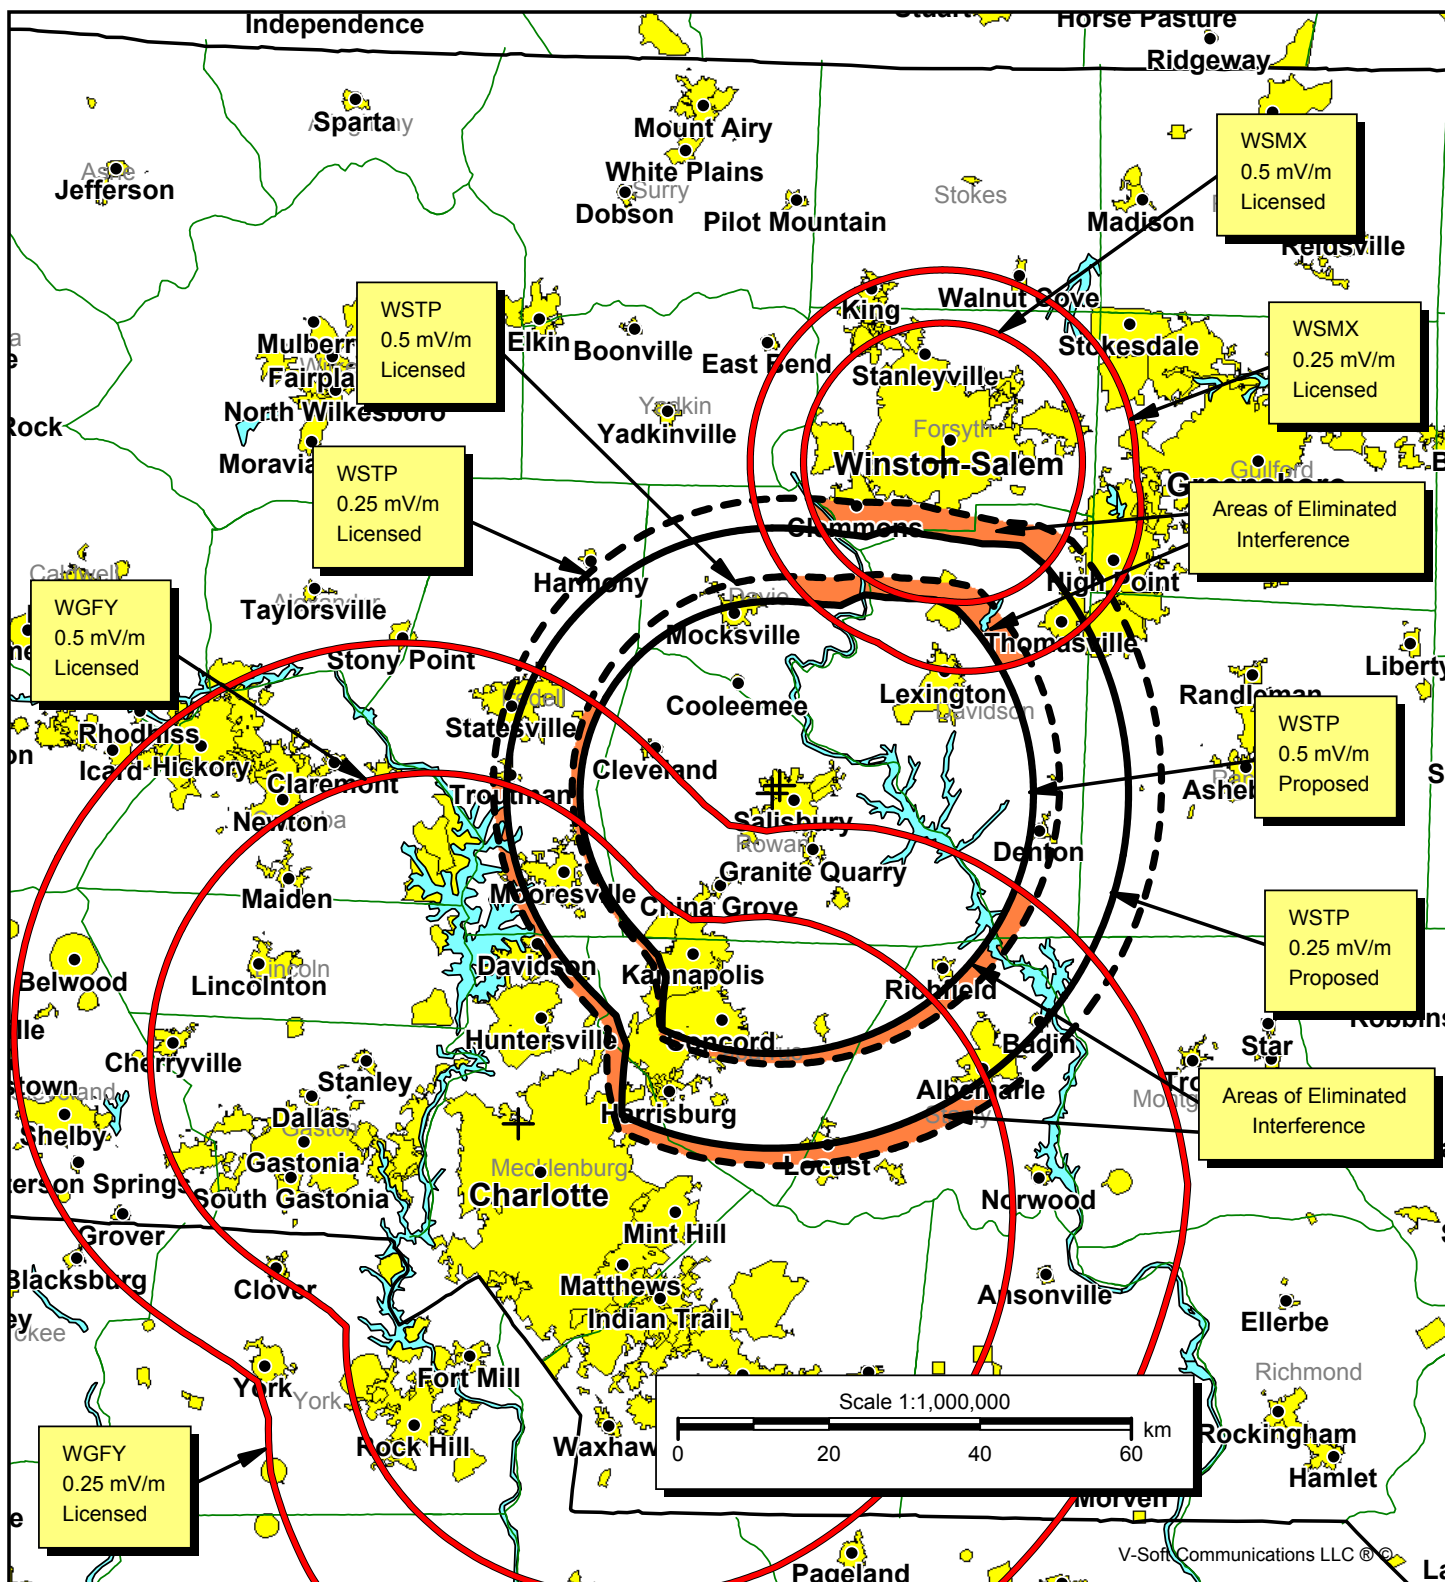 Independence
Horse Pasture
Ridgeway
Sparta
Mount Airy
White Plains
Ashe
Jefferson
Surry
Dobson
Pilot Mountain
Stokes
Madison
WSMX
0.5 mV/m
Licensed
Reidsville
King
Walnut Cove
WSTP
0.5 mV/m
Licensed
Elkin
Boonville
East Bend
Stanleyville
Stokesdale
WSMX
0.25 mV/m
Licensed
North Wilkesboro
Yadkin
Yadkinville
Forsyth
Winston-Salem
Guilford
WSTP
0.25 mV/m
Licensed
Clemmons
Areas of Eliminated
Interference
Harmony
High Point
Taylorsville
Davie
Mocksville
Thomasville
WGFY
0.5 mV/m
Licensed
Stony Point
Liberty
Lexington
Davidson
Randleman
Cooleemee
Statesville
Rhodhiss
Icard
Hickory
Claremont
Cleveland
WSTP
0.5 mV/m
Proposed
Troutman
Newton
Salisbury
Rowan
Denton
Granite Quarry
Maiden
Mooresville
China Grove
WSTP
0.25 mV/m
Proposed
Belwood
Lincoln
Lincolnton
Davidson
Kannapolis
Richfield
Huntersville
Concord
Badin
Star
Cherryville
Stanley
Albemarle
Areas of Eliminated
Interference
Harrisburg
Dallas
Gaston
Shelby
Gastonia
Mecklenburg
Charlotte
Locust
South Gastonia
Norwood
Grover
Mint Hill
Blacksburg
Clover
Matthews
Indian Trail
Ansonville
Ellerbe
York
York
Fort Mill
Richmond
Rock Hill
Waxhaw
Scale 1:1,000,000
0 20 40 60 km
Rockingham
Hamlet
WGFY
0.25 mV/m
Licensed
Morven
V-Soft Communications LLC ® ©
Pageland